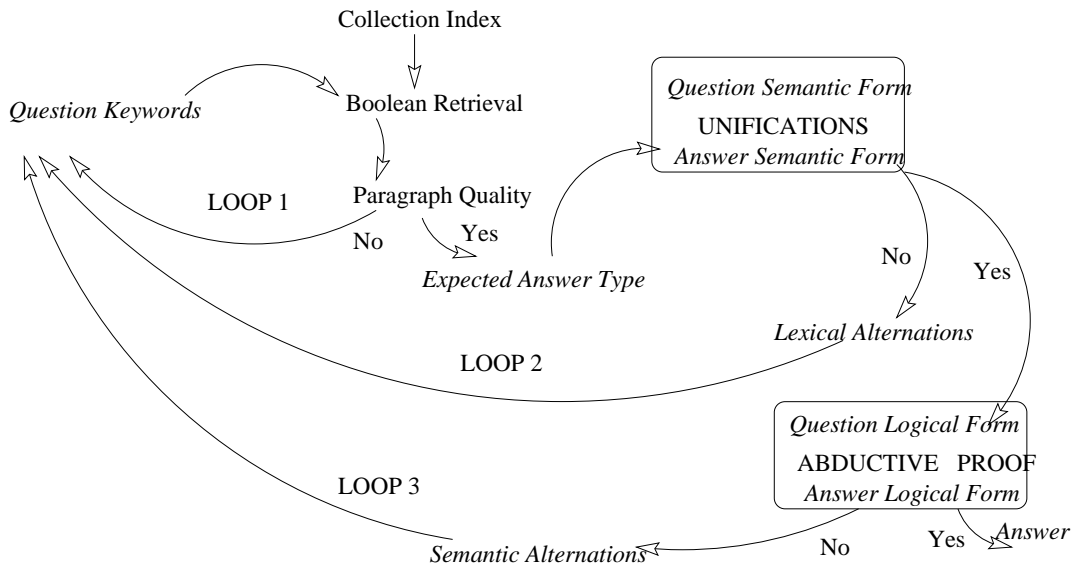 Collection Index
Question Keywords
Boolean Retrieval
Question Semantic Form
UNIFICATIONS
Answer Semantic Form
LOOP 1
Paragraph Quality
No
Yes
Expected Answer Type
No
Yes
Lexical Alternations
LOOP 2
Question Logical Form
ABDUCTIVE PROOF
Answer Logical Form
LOOP 3
Semantic Alternations
No
Yes
Answer